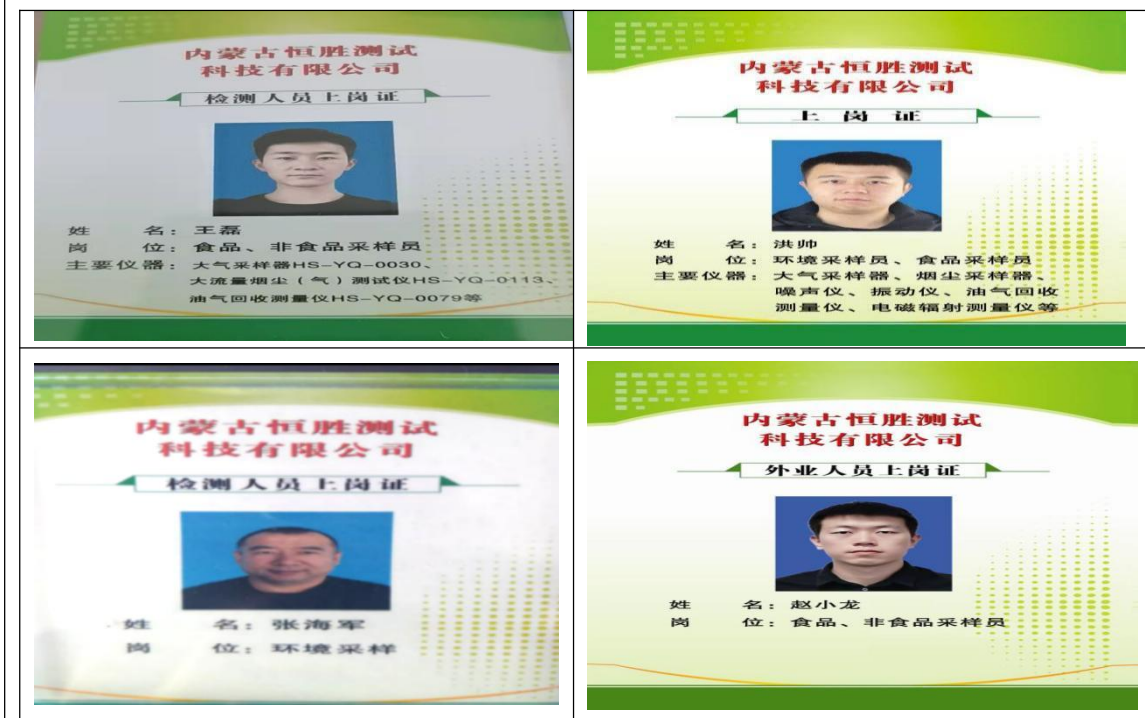 内蒙古恒胜测试
科技有限公司
检测人员上岗证
姓 名：王磊
岗 位：食品、非食品采样员
主要仪器：大气采样器HS-YQ-0030、
大流量烟尘（气）测试仪HS-YQ-0113、
油气回收测量仪HS-YQ-0079等
内蒙古恒胜测试
科技有限公司
上 岗 证
姓 名：洪帅
岗 位：环境采样员、食品采样员
主要仪器：大气采样器、烟尘采样器、
噪声仪、振动仪、油气回收
测量仪、电磁辐射测量仪等
内蒙古恒胜测试
科技有限公司
检测人员上岗证
姓 名：张海军
岗 位：环境采样
内蒙古恒胜测试
科技有限公司
外业人员上岗证
姓 名：赵小龙
岗 位：食品、非食品采样员